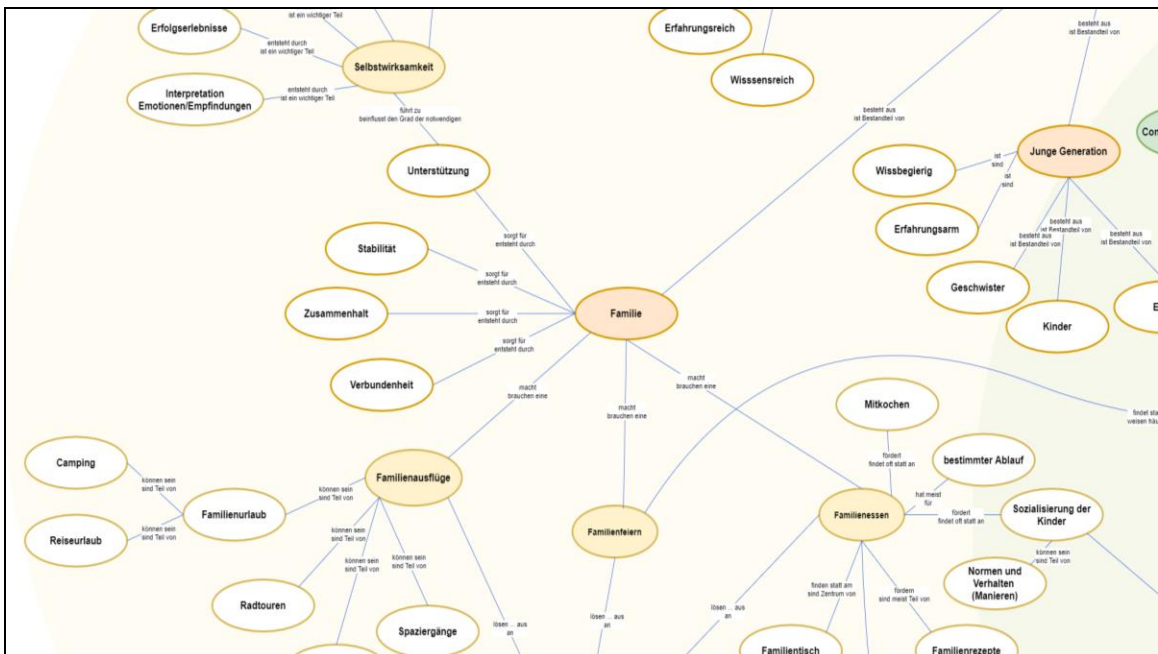 ist ein wichtiger Teil
Erfolgserlebnisse
entsteht durch
ist ein wichtiger Teil
Selbstwirksamkeit
Interpretation
Emotionen/Empfindungen
entsteht durch
ist ein wichtiger Teil
führt zu
beinflusst den Grad der notwendigen
Unterstützung
Erfahrungsreich
Wisssensreich
besteht aus
ist Bestandteil von
besteht aus
ist Bestandteil von
Junge Generation
Wissbegierig
ist
sind
ist
sind
Erfahrungsarm
besteht aus
ist Bestandteil von
besteht aus
ist Bestandteil von
besteht aus
ist Bestandteil von
Geschwister
Kinder
sorgt für
entsteht durch
Stabilität
sorgt für
entsteht durch
Zusammenhalt
sorgt für
entsteht durch
Familie
sorgt für
entsteht durch
Verbundenheit
macht
brauchen eine
macht
brauchen eine
macht
brauchen eine
Mitkochen
fördert
findet oft statt an
bestimmter Ablauf
hat meist
für
Camping
können sein
sind Teil von
Familienurlaub
können sein
sind Teil von
Familienausflüge
Reiseurlaub
können sein
sind Teil von
können sein
sind Teil von
können sein
sind Teil von
Radtouren
Spaziergänge
lösen ... aus
an
Familienfeiern
lösen ... aus
an
Familienessen
fördert
findet oft statt an
Sozialisierung der
Kinder
können sein
sind Teil von
Normen und
Verhalten
(Manieren)
lösen ... aus
an
finden statt am
sind Zentrum von
fördern
sind meist Teil von
Familientisch
Familienrezepte